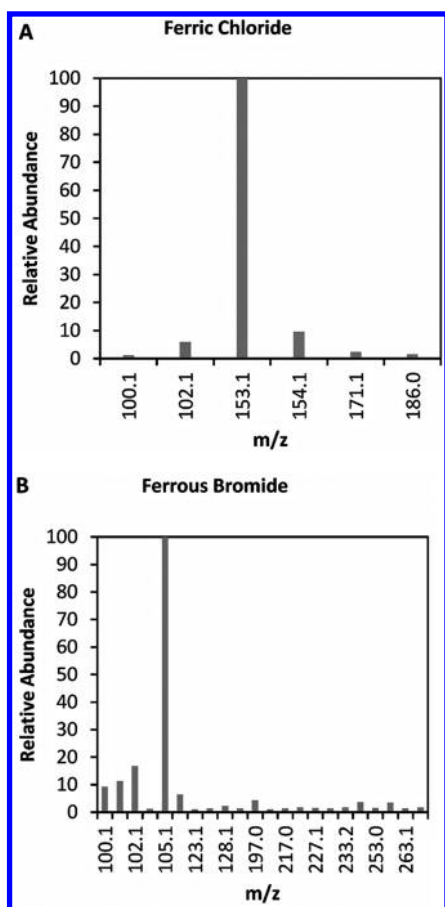 A
Ferric Chloride
Relative Abundance
100
90
80
70
60
50
40
30
20
10
0
100.1 102.1 153.1 154.1 171.1 186.0
m/z
B
Ferrous Bromide
Relative Abundance
100
90
80
70
60
50
40
30
20
10
0
100.1 102.1 105.1 123.1 128.1 197.0 217.0 227.1 233.2 253.0 263.1
m/z